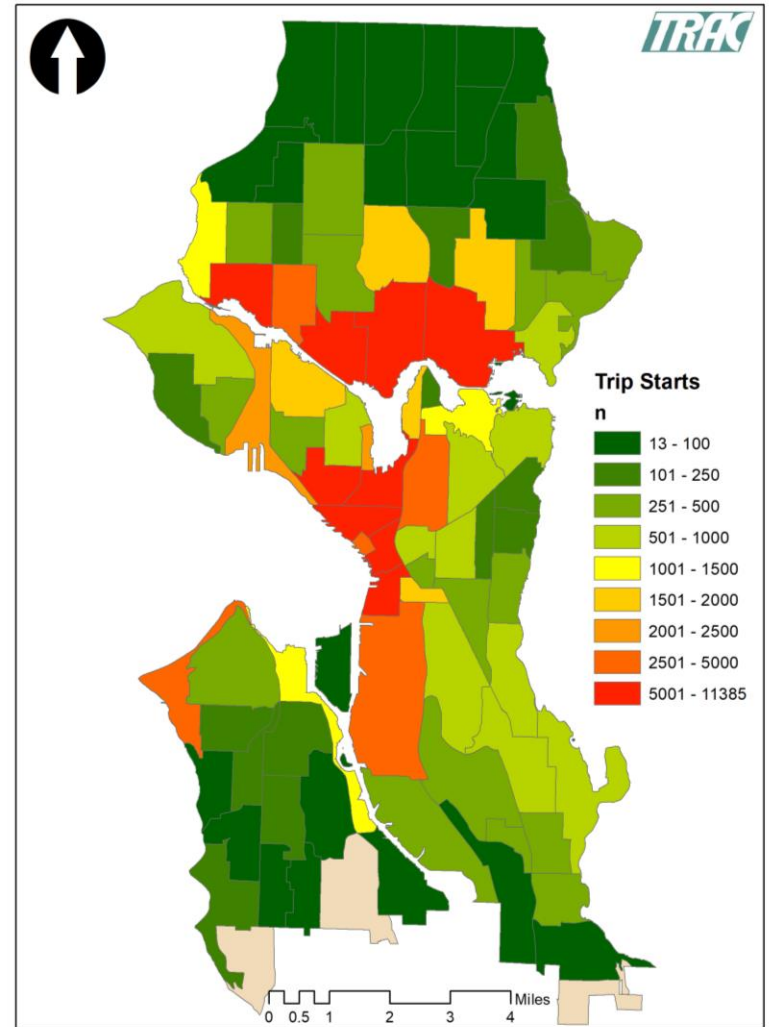 TRAC
Trip Starts
n
13 - 100
101 - 250
251 - 500
501 - 1000
1001 - 1500
1501 - 2000
2001 - 2500
2501 - 5000
5001 - 11385
Miles
0 0.5 1 2 3 4